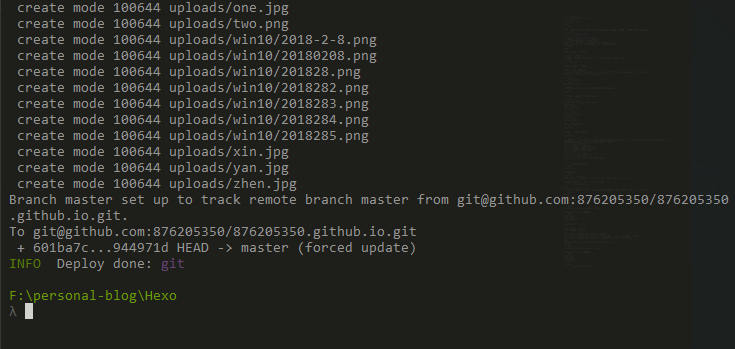 create mode 100644 uploads/one.jpg
create mode 100644 uploads/two.png
create mode 100644 uploads/win10/2018-2-8.png
create mode 100644 uploads/win10/20180208.png
create mode 100644 uploads/win10/201828.png
create mode 100644 uploads/win10/2018282.png
create mode 100644 uploads/win10/2018283.png
create mode 100644 uploads/win10/2018284.png
create mode 100644 uploads/win10/2018285.png
create mode 100644 uploads/xin.jpg
create mode 100644 uploads/yan.jpg
create mode 100644 uploads/zhen.jpg
Branch master set up to track remote branch master from git@github.com:876205350/876205350
.github.io.git.
To git@github.com:876205350/876205350.github.io.git
+ 601ba7c...944971d HEAD -> master (forced update)
INFO  Deploy done: git
F:\personal-blog\Hexo
λ